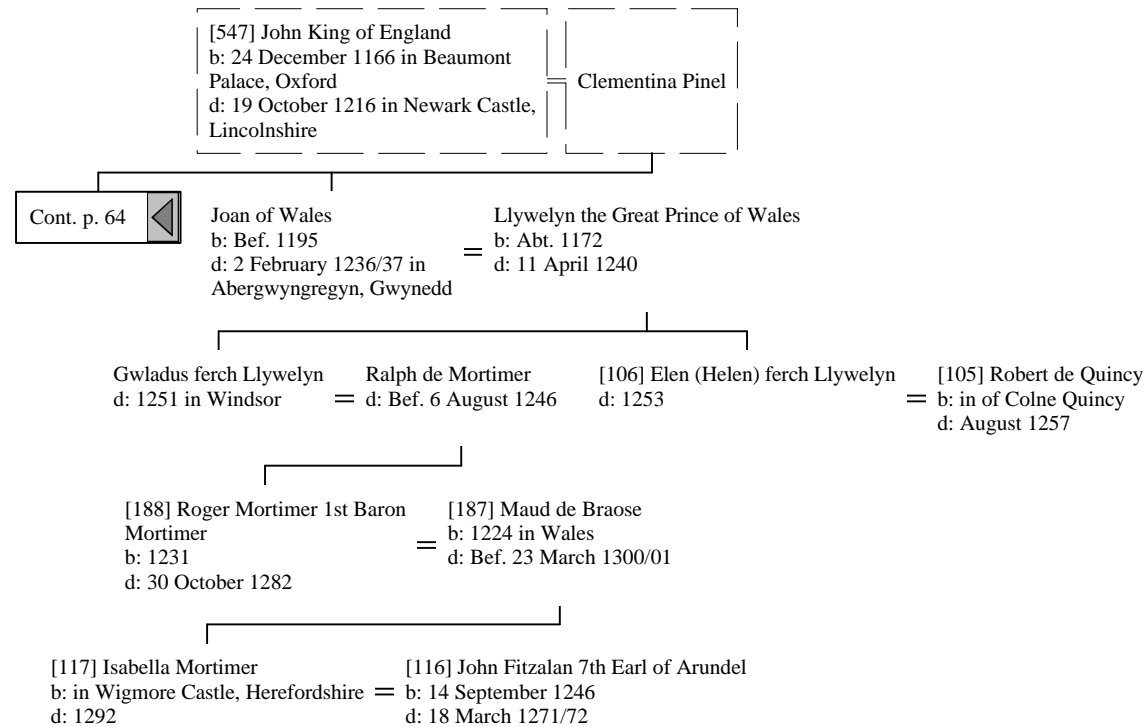 [547] John King of England
b: 24 December 1166 in Beaumont
Palace, Oxford
d: 19 October 1216 in Newark Castle,
Lincolnshire
=
Clementina Pinel
Cont. p. 64
Joan of Wales
b: Bef. 1195
d: 2 February 1236/37 in
Abergwyngregyn, Gwynedd
=
Llywelyn the Great Prince of Wales
b: Abt. 1172
d: 11 April 1240
Gwladus ferch Llywelyn
d: 1251 in Windsor
=
Ralph de Mortimer
d: Bef. 6 August 1246
[106] Elen (Helen) ferch Llywelyn
d: 1253
=
[105] Robert de Quincy
b: in of Colne Quincy
d: August 1257
[188] Roger Mortimer 1st Baron
Mortimer
b: 1231
d: 30 October 1282
=
[187] Maud de Braose
b: 1224 in Wales
d: Bef. 23 March 1300/01
[117] Isabella Mortimer
b: in Wigmore Castle, Herefordshire
d: 1292
=
[116] John Fitzalan 7th Earl of Arundel
b: 14 September 1246
d: 18 March 1271/72